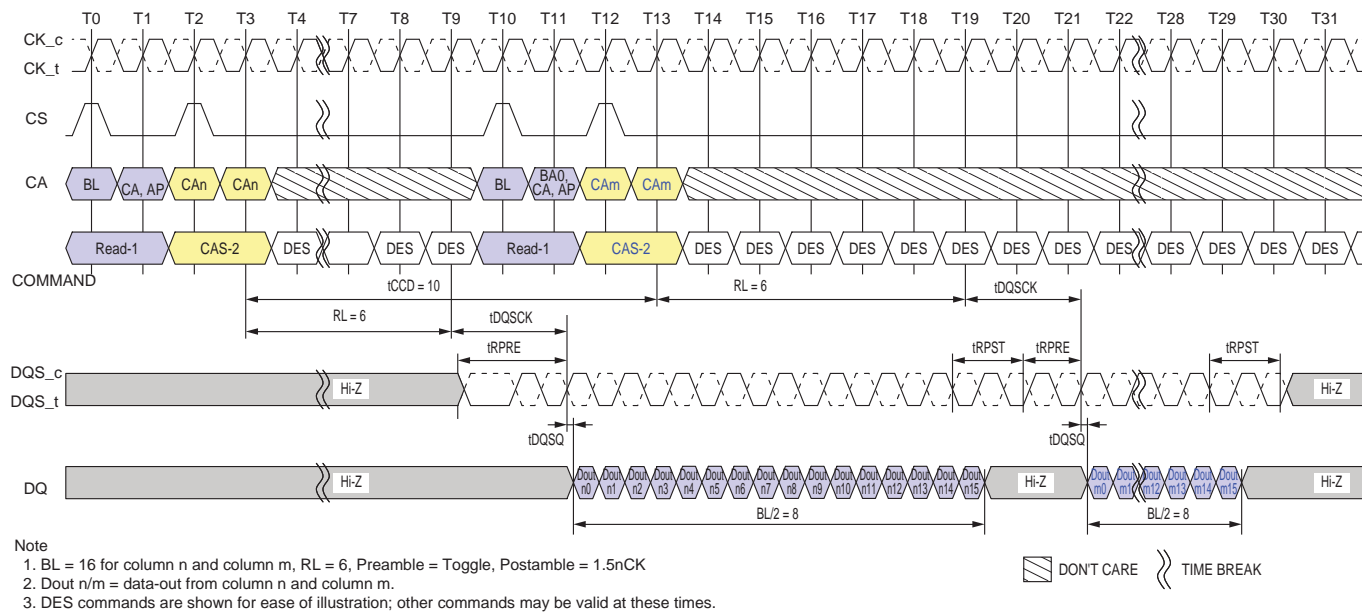 T0 T1 T2 T3 T4 T7 T8 T9 T10 T11 T12 T13 T14 T15 T16 T17 T18 T19 T20 T21 T22 T28 T29 T30 T31
CK_c
CK_t
CS
CA
BL CA, AP CAn CAn BL BA0, CA, AP CAm CAm
Read-1 CAS-2 DES DES DES Read-1 CAS-2 DES DES DES DES DES DES DES DES DES DES DES DES DES
COMMAND
tCCD = 10 RL = 6 tDQSCK
RL = 6 tDQSCK
tRPRE tRPST tRPRE tRPST
DQS_c
DQS_t
Hi-Z Hi-Z
tDQSQ tDQSQ
DQ
Hi-Z Dout n0 Dout n1 Dout n2 Dout n3 Dout n4 Dout n5 Dout n6 Dout n7 Dout n8 Dout n9 Dout n10 Dout n11 Dout n12 Dout n13 Dout n14 Dout n15 Hi-Z Dout m0 Dout m1 Dout m12 Dout m13 Dout m14 Dout m15 Hi-Z
BL/2 = 8 BL/2 = 8
Note
1. BL = 16 for column n and column m, RL = 6, Preamble = Toggle, Postamble = 1.5nCK
2. Dout n/m = data-out from column n and column m.
3. DES commands are shown for ease of illustration; other commands may be valid at these times.
DON'T CARE TIME BREAK